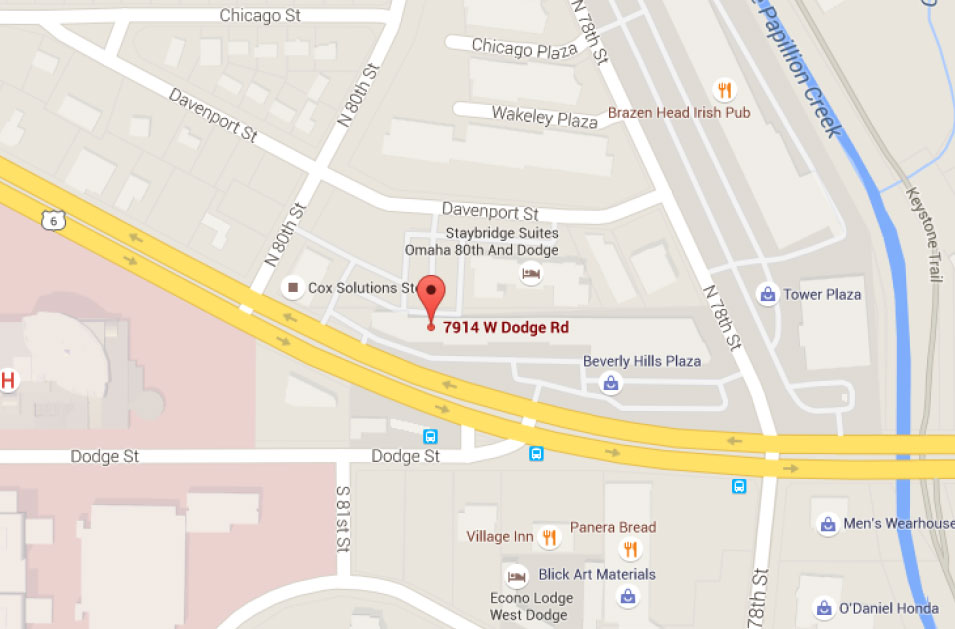 Chicago St
N 78th St
Papillion Creek
Chicago Plaza
N 80th St
Davenport St
Brazen Head Irish Pub
Wakeley Plaza
Keystone Trail
Davenport St
6
N 80th St
Staybridge Suites
Omaha 80th And Dodge
Cox Solutions Sto
Tower Plaza
N 78th St
7914 W Dodge Rd
Beverly Hills Plaza
H
Dodge St
Dodge St
S 81st St
Village Inn
Panera Bread
Men's Wearhouse
Blick Art Materials
Econo Lodge
West Dodge
78th St
O'Daniel Honda